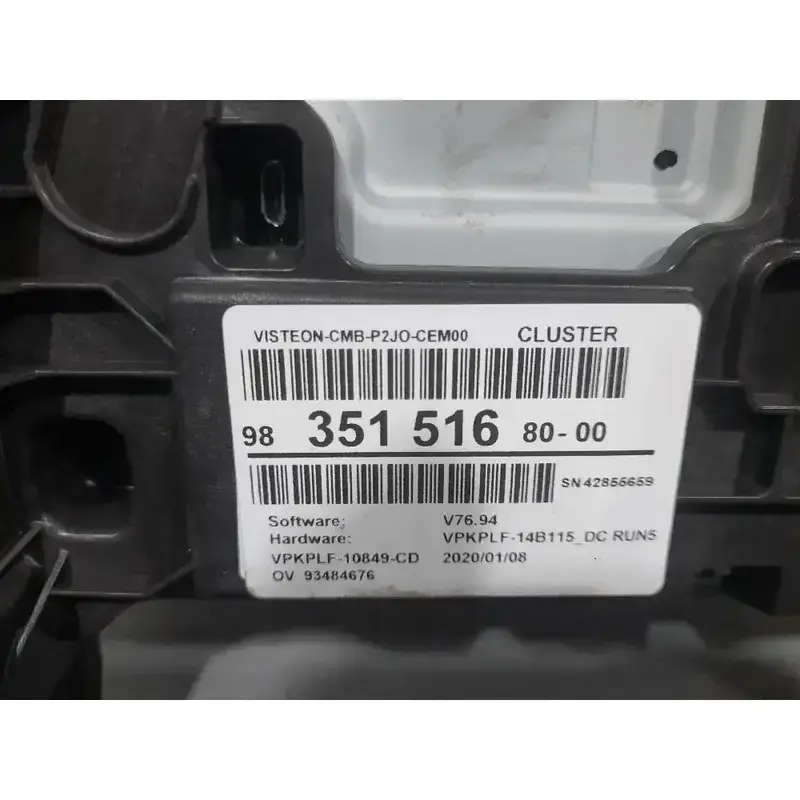 VISTEON-CMB-P2JO-CEM00 CLUSTER
98 351 516 80-00
SN42855659
Software: V76.94
Hardware: VPKPLF-14B115_DC RUN5
VPKPLF-10849-CD 2020/01/08
OV 93484676